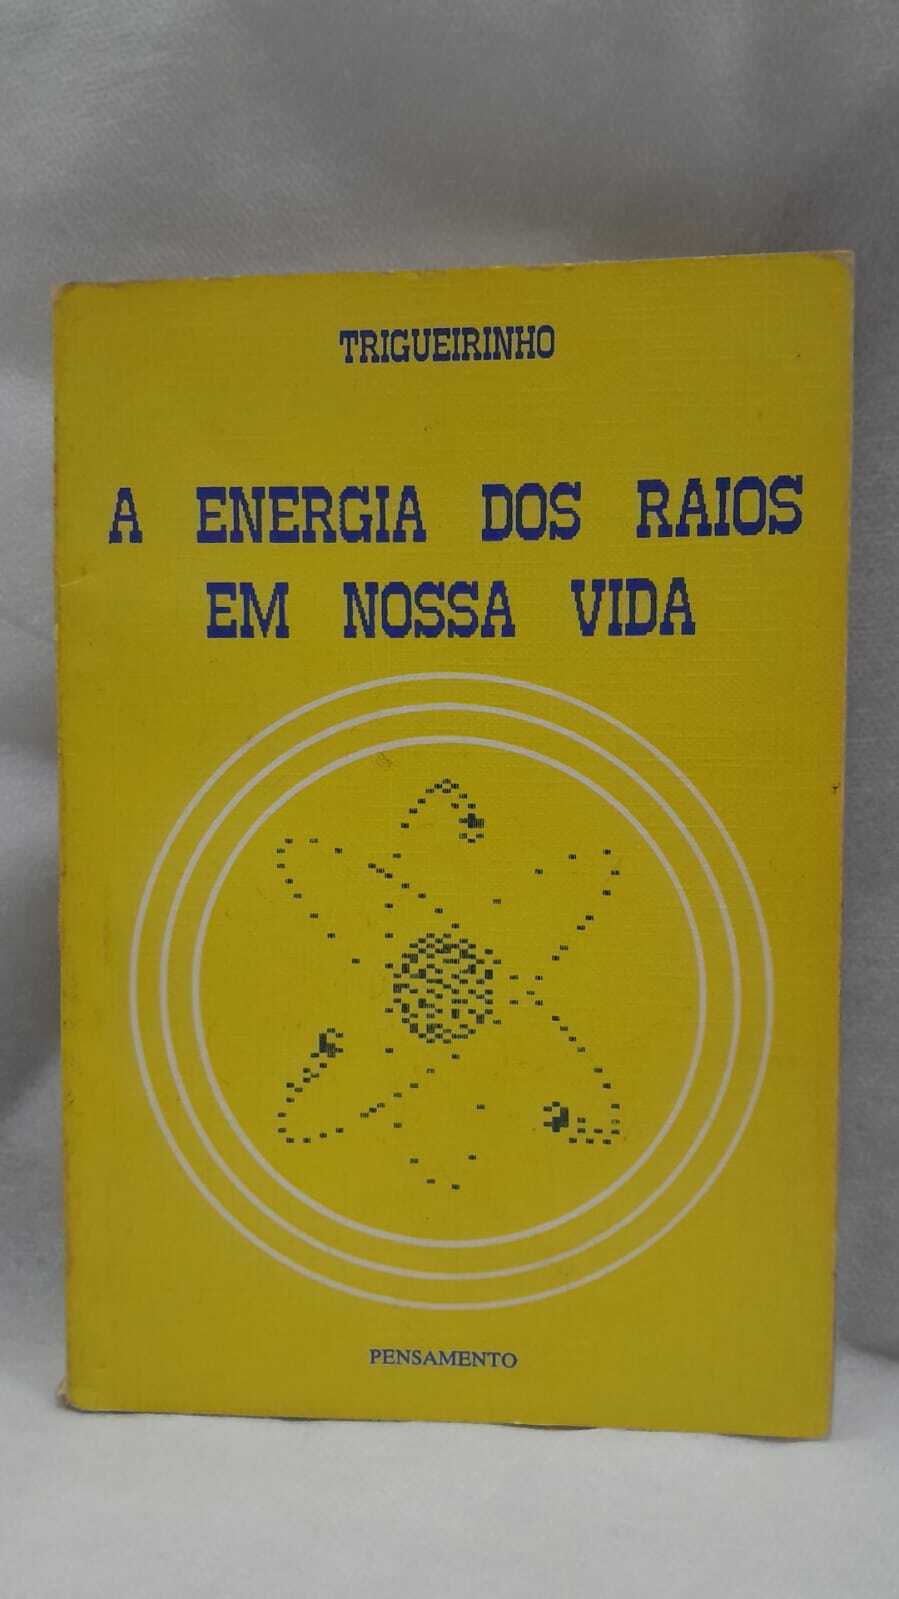 TRIGUEIRINHO
A ENERGIA DOS RAIOS
EM NOSSA VIDA
PENSAMENTO